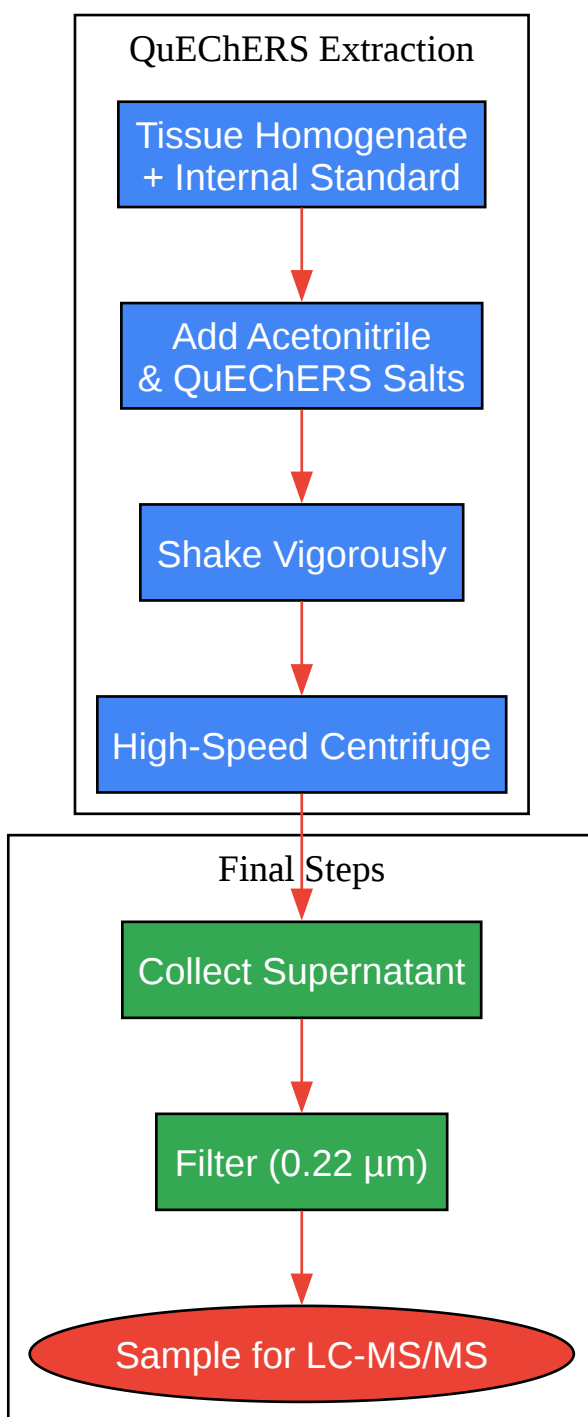 QuEChERS Extraction
Tissue Homogenate
+ Internal Standard
Add Acetonitrile
& QuEChERS Salts
Shake Vigorously
High-Speed Centrifuge
Final Steps
Collect Supernatant
Filter (0.22 µm)
Sample for LC-MS/MS